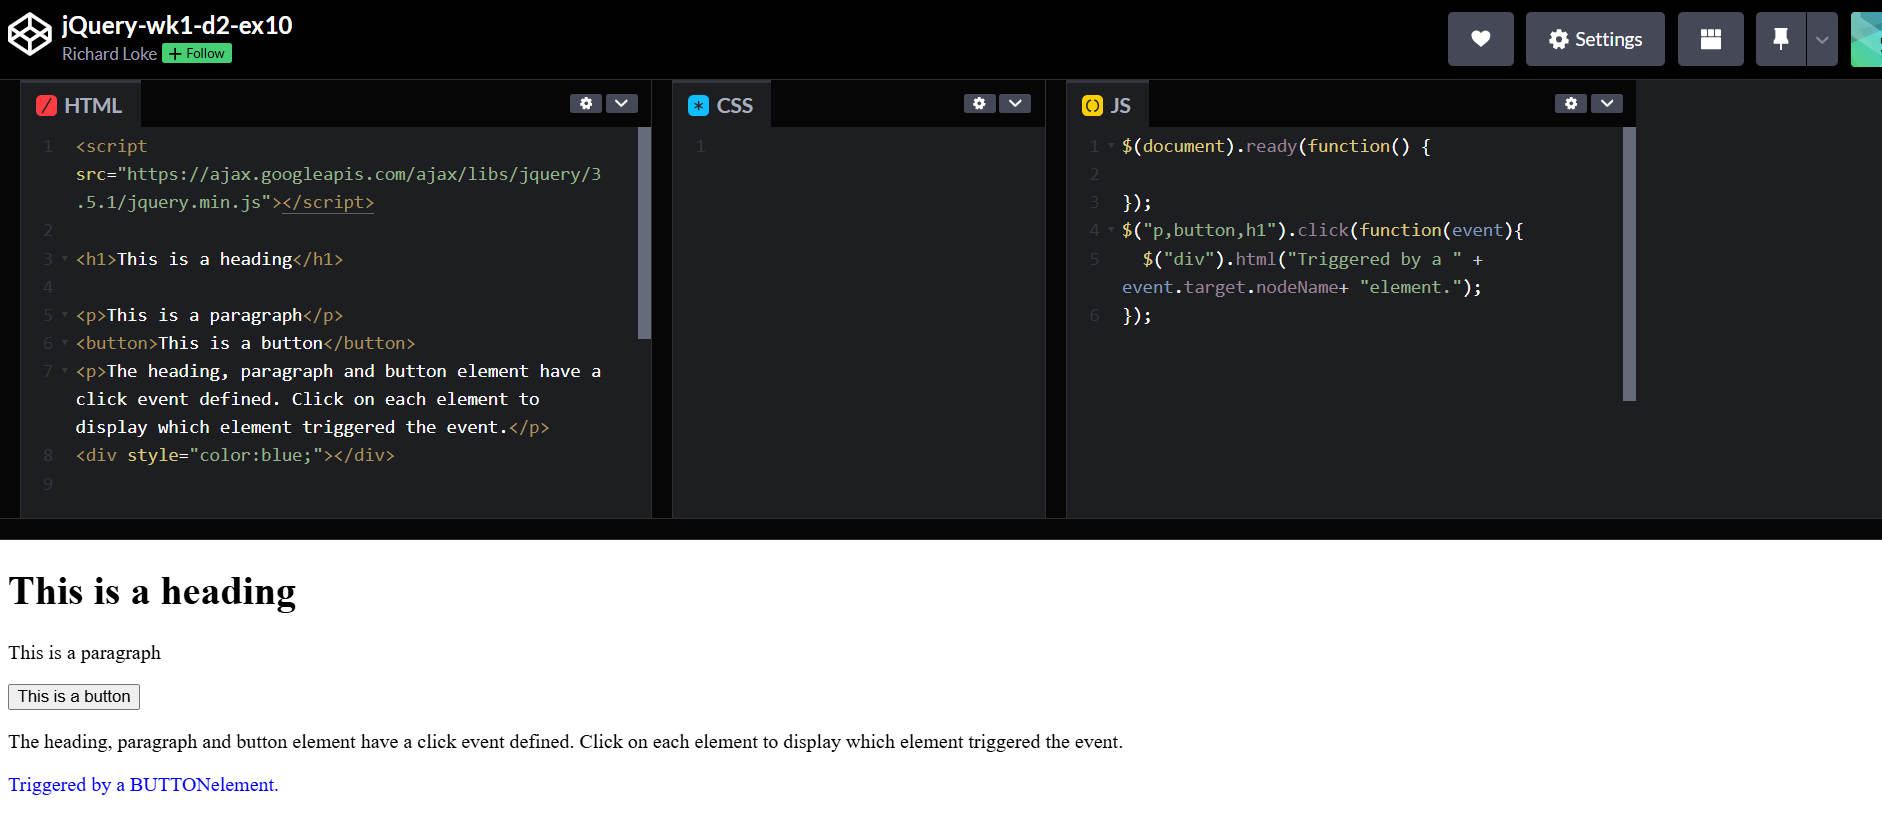 jQuery-wk1-d2-ex10
Richard Loke + Follow
Settings
HTML
1 <script
src="https://ajax.googleapis.com/ajax/libs/jquery/3
.5.1/jquery.min.js"></script>
2
3 <h1>This is a heading</h1>
4
5 <p>This is a paragraph</p>
6 <button>This is a button</button>
7 <p>The heading, paragraph and button element have a
click event defined. Click on each element to
display which element triggered the event.</p>
8 <div style="color:blue;"></div>
9
CSS
1
JS
1 $(document).ready(function() {
2
3 });
4 $("p,button,h1").click(function(event){
5 $("div").html("Triggered by a " +
event.target.nodeName+ "element.");
6 });
This is a heading
This is a paragraph
This is a button
The heading, paragraph and button element have a click event defined. Click on each element to display which element triggered the event.
Triggered by a BUTTONelement.